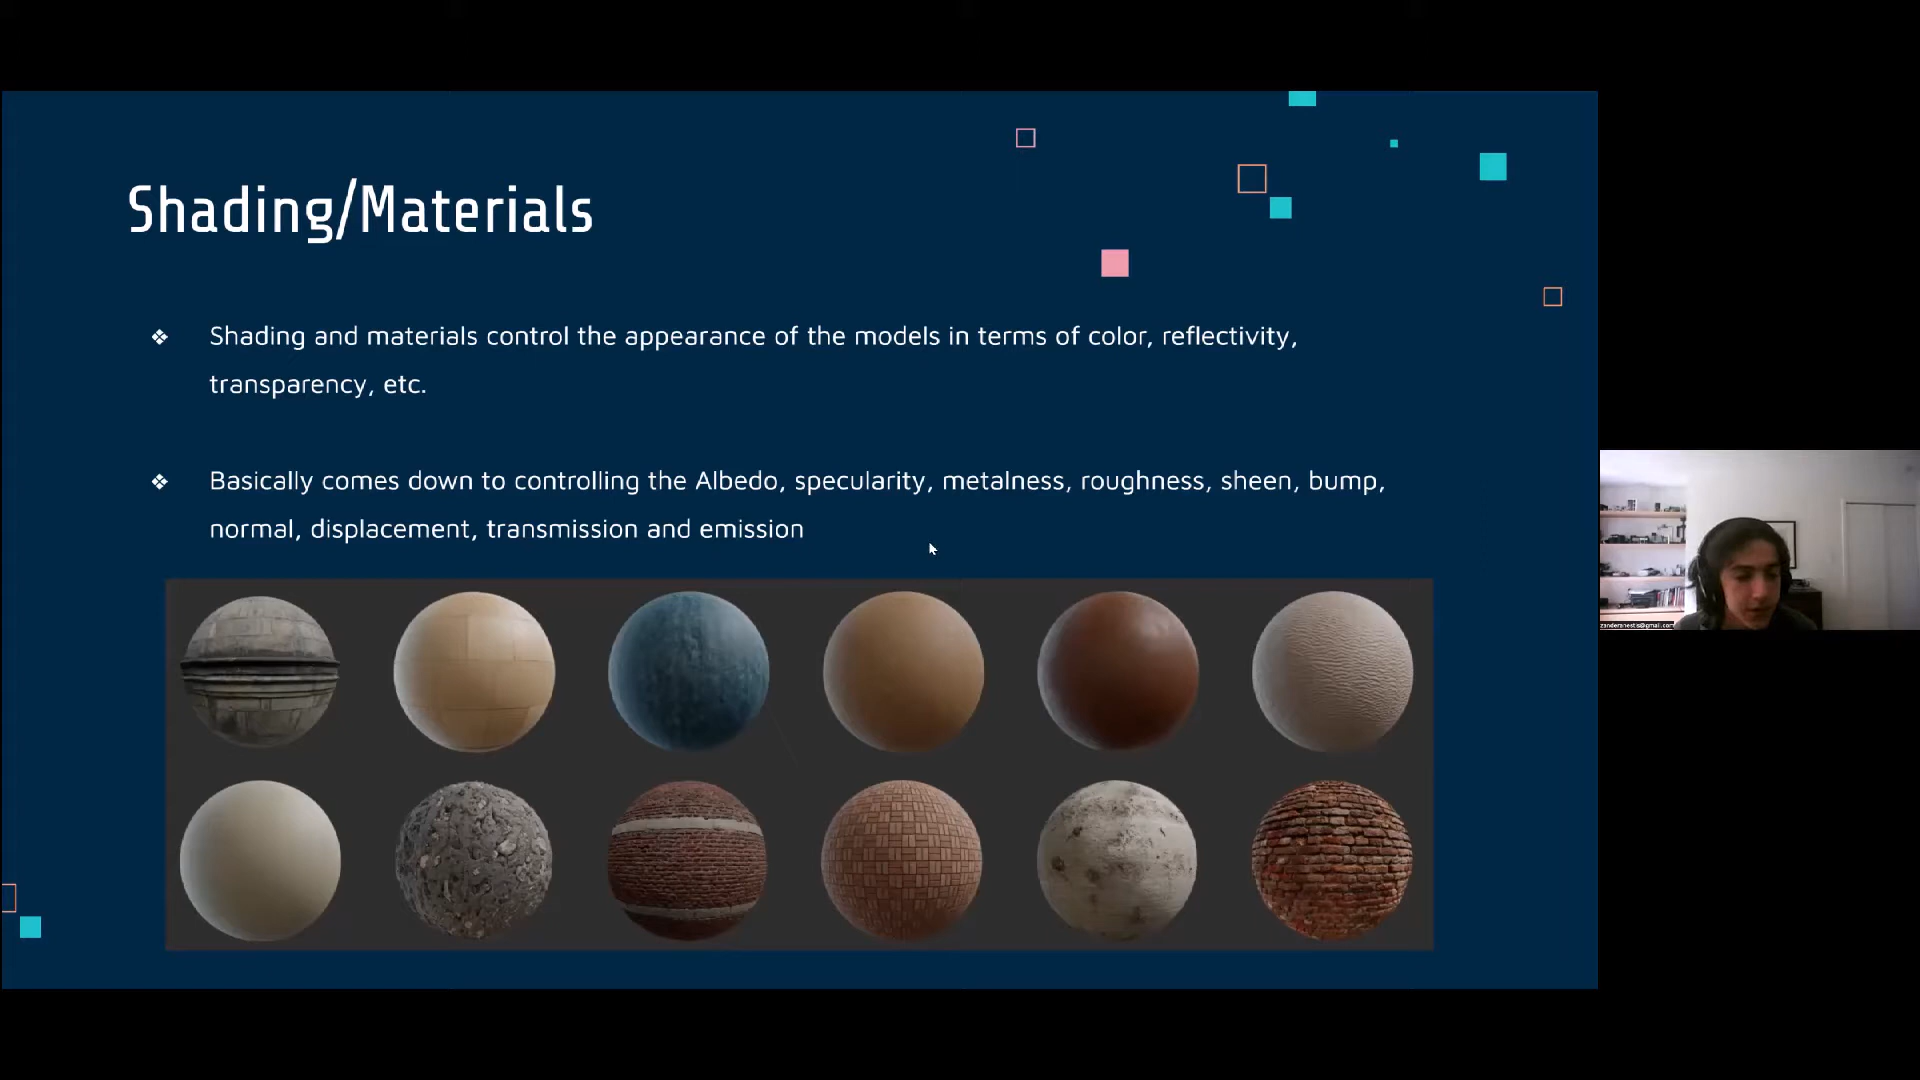 Shading/Materials
❖ Shading and materials control the appearance of the models in terms of color, reflectivity,
transparency, etc.
❖ Basically comes down to controlling the Albedo, specularity, metalness, roughness, sheen, bump,
normal, displacement, transmission and emission